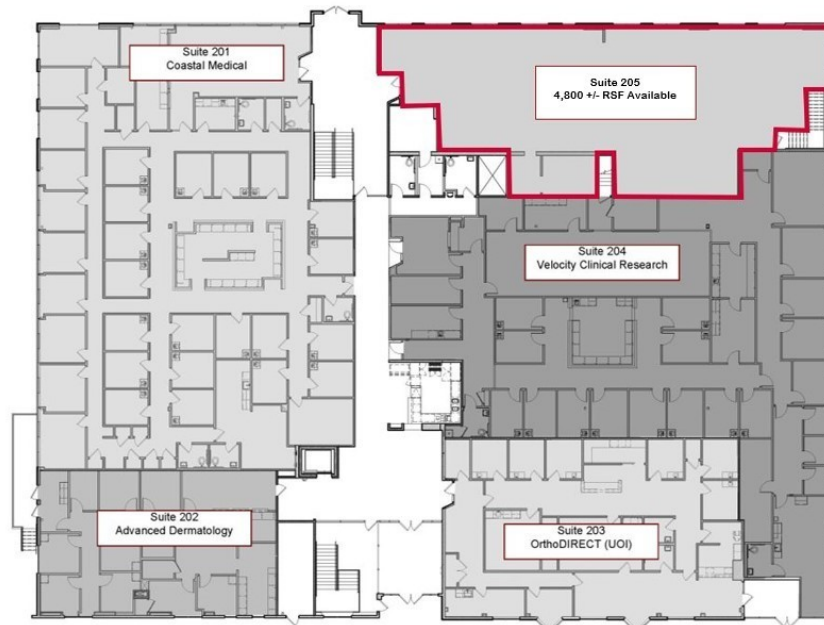 Suite 201
Coastal Medical
Suite 205
4,800 +/- RSF Available
Suite 204
Velocity Clinical Research
Suite 202
Advanced Dermatology
Suite 203
OrthoDIRECT (UOI)